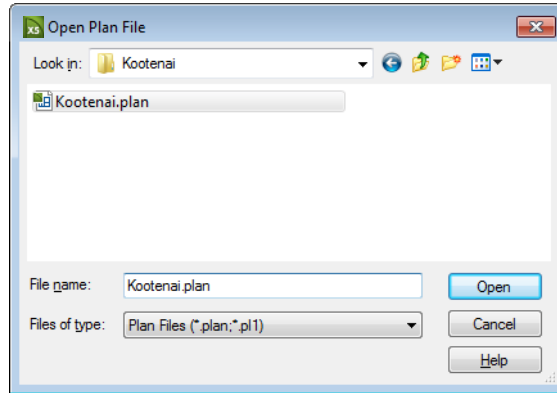 XS Open Plan File
Look in: Kootenai
Kootenai.plan
File name: Kootenai.plan Open
Files of type: Plan Files (*.plan;*.pl1) Cancel
Help